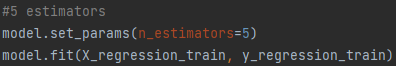 #5 estimators
model.set_params(n_estimators=5)
model.fit(X_regression_train, y_regression_train)